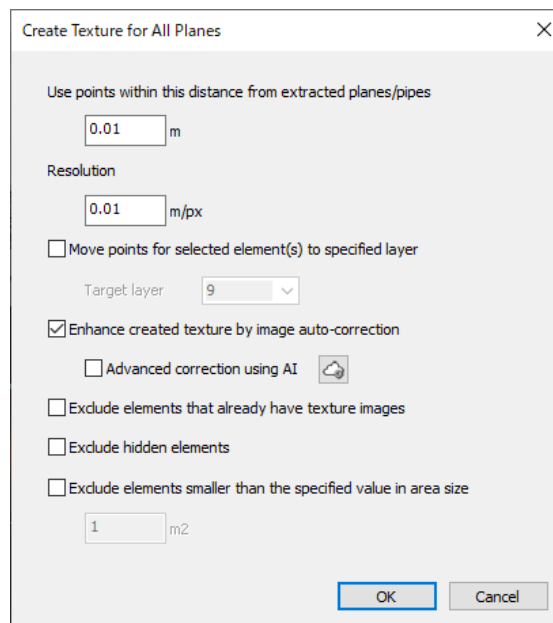 Create Texture for All Planes
Use points within this distance from extracted planes/pipes
0.01 m
Resolution
0.01 m/px
Move points for selected element(s) to specified layer
Target layer 9
Enhance created texture by image auto-correction
Advanced correction using AI
Exclude elements that already have texture images
Exclude hidden elements
Exclude elements smaller than the specified value in area size
1 m2
OK Cancel